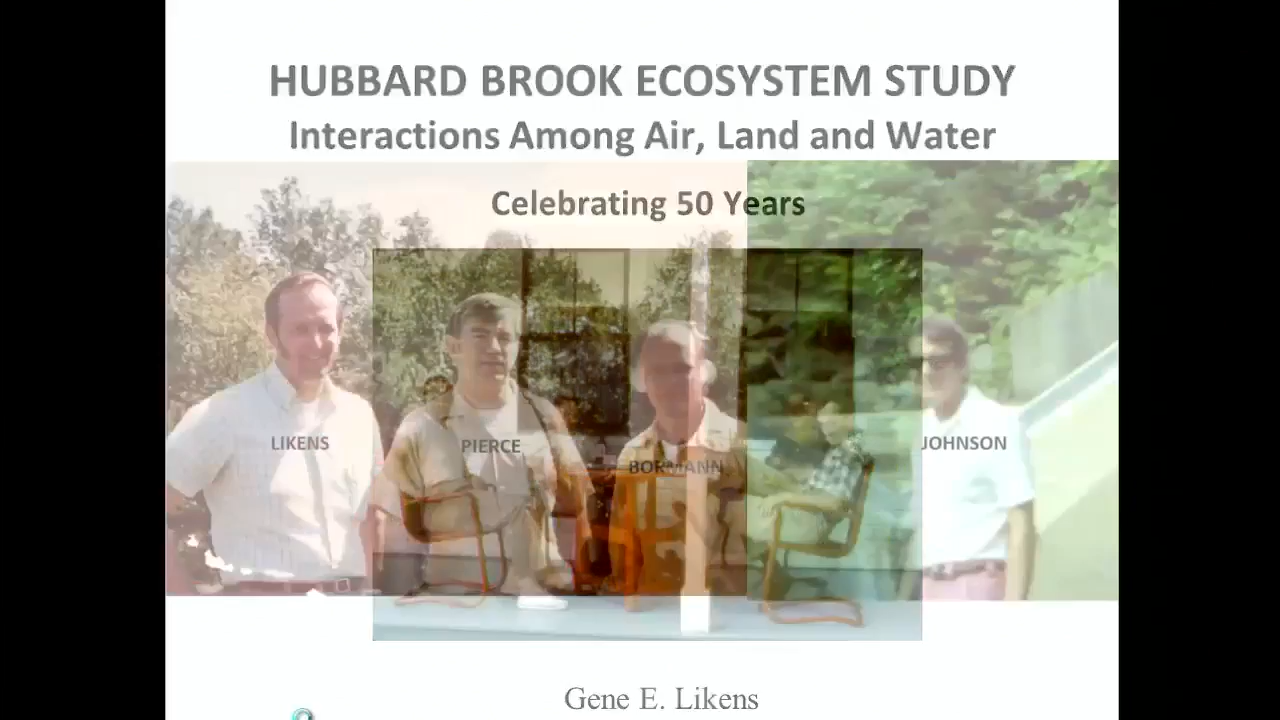 HUBBARD BROOK ECOSYSTEM STUDY
Interactions Among Air, Land and Water
Celebrating 50 Years
LIKENS
PIERCE
BORMANN
JOHNSON
Gene E. Likens